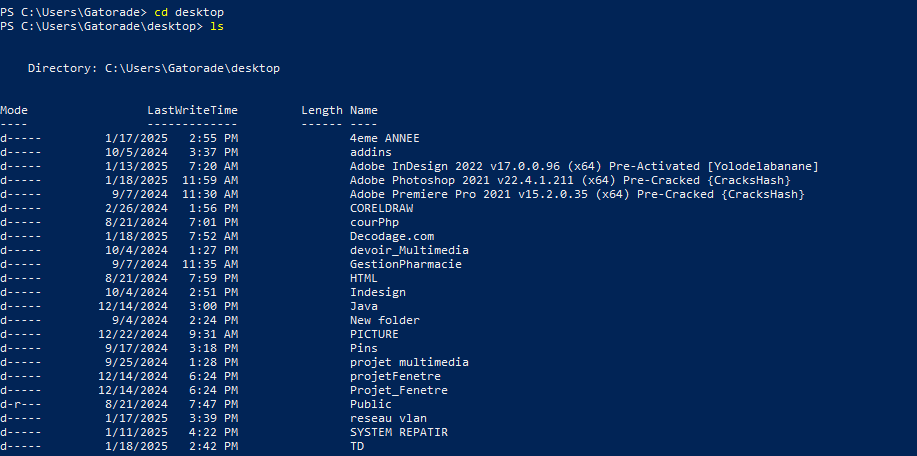 PS C:\Users\Gatorade> cd desktop
PS C:\Users\Gatorade\desktop> ls
Directory: C:\Users\Gatorade\desktop
Mode LastWriteTime Length Name
---- ------------- ------ ----
d----- 1/17/2025 2:55 PM 4eme ANNEE
d----- 10/5/2024 3:37 PM addins
d----- 1/13/2025 7:20 AM Adobe InDesign 2022 v17.0.0.96 (x64) Pre-Activated [Yolodelabanane]
d----- 1/18/2025 11:59 AM Adobe Photoshop 2021 v22.4.1.211 (x64) Pre-Cracked {CracksHash}
d----- 9/7/2024 11:30 AM Adobe Premiere Pro 2021 v15.2.0.35 (x64) Pre-Cracked {CracksHash}
d----- 2/26/2024 1:56 PM CORELDRAW
d----- 8/21/2024 7:01 PM courPhp
d----- 1/18/2025 7:52 AM Decodage.com
d----- 10/4/2024 1:27 PM devoir_Multimedia
d----- 9/7/2024 11:35 AM GestionPharmacie
d----- 8/21/2024 7:59 PM HTML
d----- 10/4/2024 2:51 PM Indesign
d----- 12/14/2024 3:00 PM Java
d----- 9/4/2024 2:24 PM New folder
d----- 12/22/2024 9:31 AM PICTURE
d----- 9/17/2024 3:18 PM Pins
d----- 9/25/2024 1:28 PM projet multimedia
d----- 12/14/2024 6:24 PM projetFenetre
d----- 12/14/2024 6:24 PM Projet_Fenetre
d-r--- 8/21/2024 7:47 PM Public
d----- 1/17/2025 3:39 PM reseau vlan
d----- 1/11/2025 4:22 PM SYSTEM REPATIR
d----- 1/18/2025 2:42 PM TD